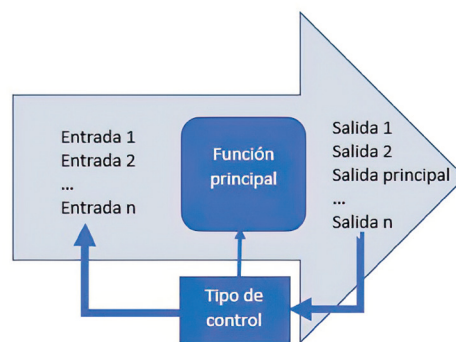 Entrada 1
Entrada 2
...
Entrada n
Función
principal
Salida 1
Salida 2
Salida principal
...
Salida n
Tipo de
control